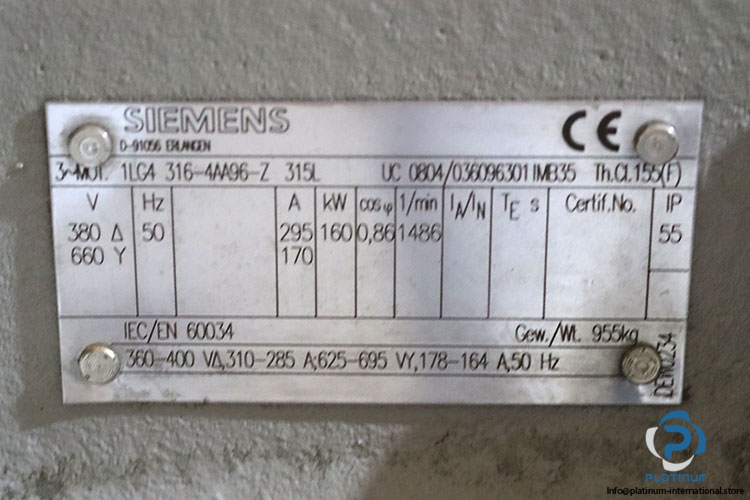 SIEMENS
D-91056 ERLANGEN
CE
3~MOT. 1LG4 316-4AA96-Z 315L UC 0804/036096301 IMB35 Th.Cl.155(F)
V Hz A kW cosφ 1/min IA/IN TE s Certif.No. IP
380 Δ 50 295 160 0,86 1486 55
660 Y 170
IEC/EN 60034 Gew./Wt. 955kg
360-400 VΔ,310-285 A;625-695 VY,178-164 A,50 Hz
P
PLATINUM
info@platinum-international.store